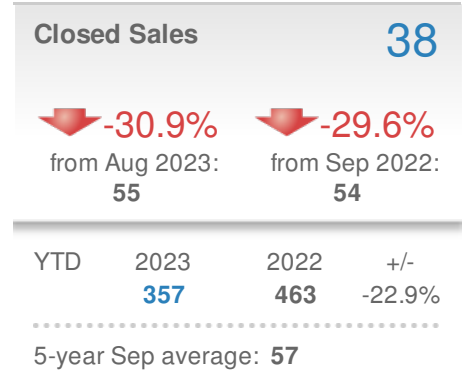 Closed Sales 38
-30.9% -29.6%
from Aug 2023: from Sep 2022:
55 54
YTD 2023 2022 +/-
357 463 -22.9%
5-year Sep average: 57